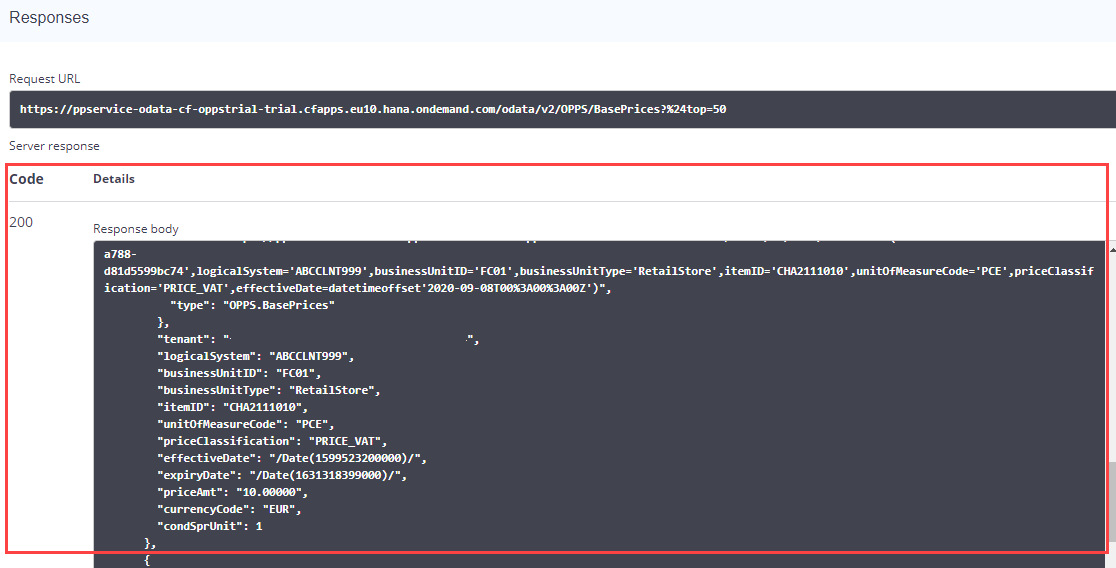 Responses
Request URL
https://ppservice-odata-cf-oppstrial-trial.cfapps.eu10.hana.ondemand.com/odata/v2/OPPS/BasePrices?%24top=50
Server response
Code Details
200
Response body
a788-
d81d5599bc74',logicalSystem='ABCCLNT999',businessUnitID='FC01',businessUnitType='RetailStore',itemID='CHA2111010',unitOfMeasureCode='PCE',priceClassif
ication='PRICE_VAT',effectiveDate=datetimeoffset'2020-09-08T00%3A00%3A00Z')",
"type": "OPPS.BasePrices"
},
"tenant": " ",
"logicalSystem": "ABCCLNT999",
"businessUnitID": "FC01",
"businessUnitType": "RetailStore",
"itemID": "CHA2111010",
"unitOfMeasureCode": "PCE",
"priceClassification": "PRICE_VAT",
"effectiveDate": "/Date(1599523200000)/",
"expiryDate": "/Date(1631318399000)/",
"priceAmt": "10.00000",
"currencyCode": "EUR",
"condSprUnit": 1
},
{